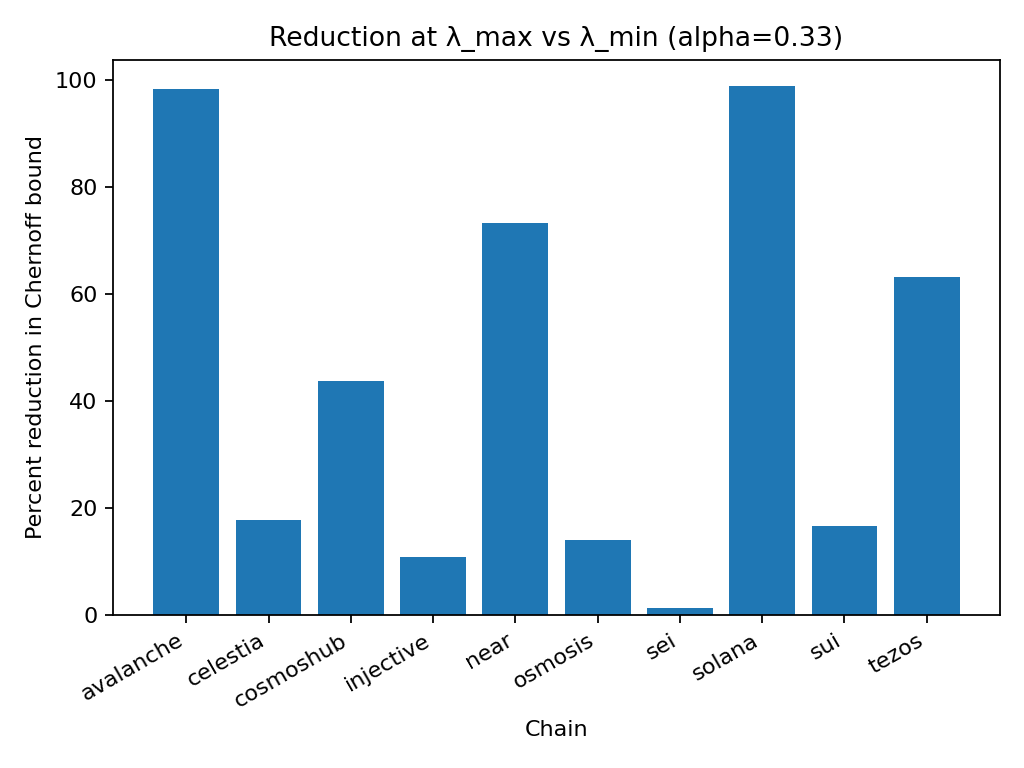 Reduction at λ_max vs λ_min (alpha=0.33)
Percent reduction in Chernoff bound
100
80
60
40
20
0
avalanche
celestia
cosmoshub
injective
near
osmosis
sei
solana
sui
tezos
Chain